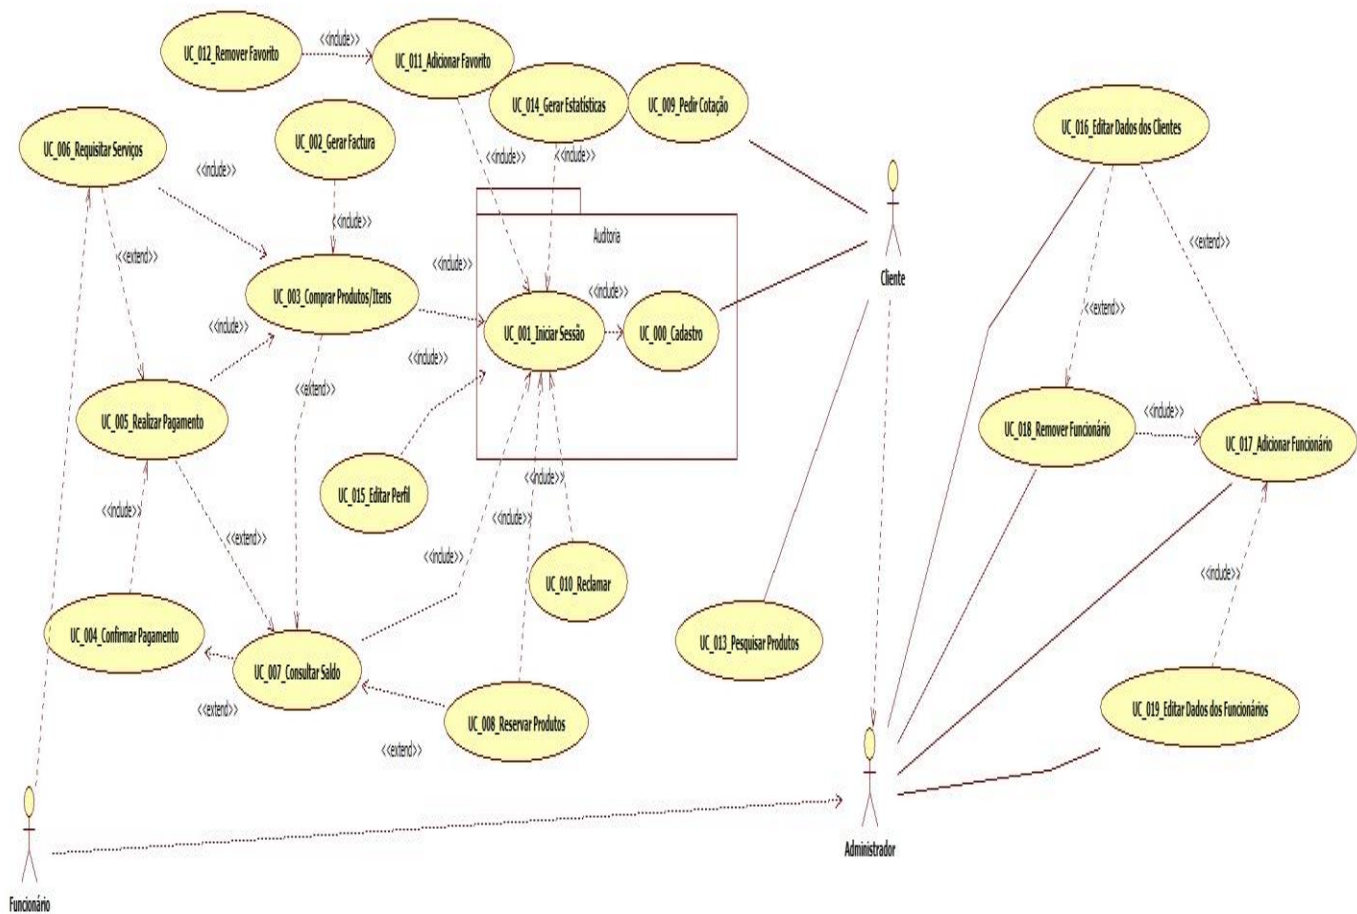 UC_012_Remover Favorito
<<include>>
UC_011_Adicionar Favorito
UC_014_Gerar Estatísticas
UC_009_Pedir Cotação
UC_016_Editar Dados dos Clientes
UC_006_Requisitar Serviços
UC_002_Gerar Factura
<<include>>
<<include>>
<<include>>
<<include>>
Auditoria
<<extend>>
<<extend>>
<<include>>
Cliente
UC_003_Comprar Produtos/Itens
<<include>>
<<include>>
<<extend>>
UC_001_Iniciar Sessão
UC_000_Cadastro
<<include>>
<<extend>>
UC_005_Realizar Pagamento
UC_018_Remover Funcionário
<<include>>
UC_017_Adicionar Funcionário
UC_015_Editar Perfil
<<include>>
<<include>>
<<extend>>
<<include>>
<<include>>
UC_010_Reclamar
UC_004_Confirmar Pagamento
UC_013_Pesquisar Produtos
UC_007_Consultar Saldo
<<extend>>
UC_008_Reservar Produtos
UC_019_Editar Dados dos Funcionários
<<extend>>
Administrador
Funcionário